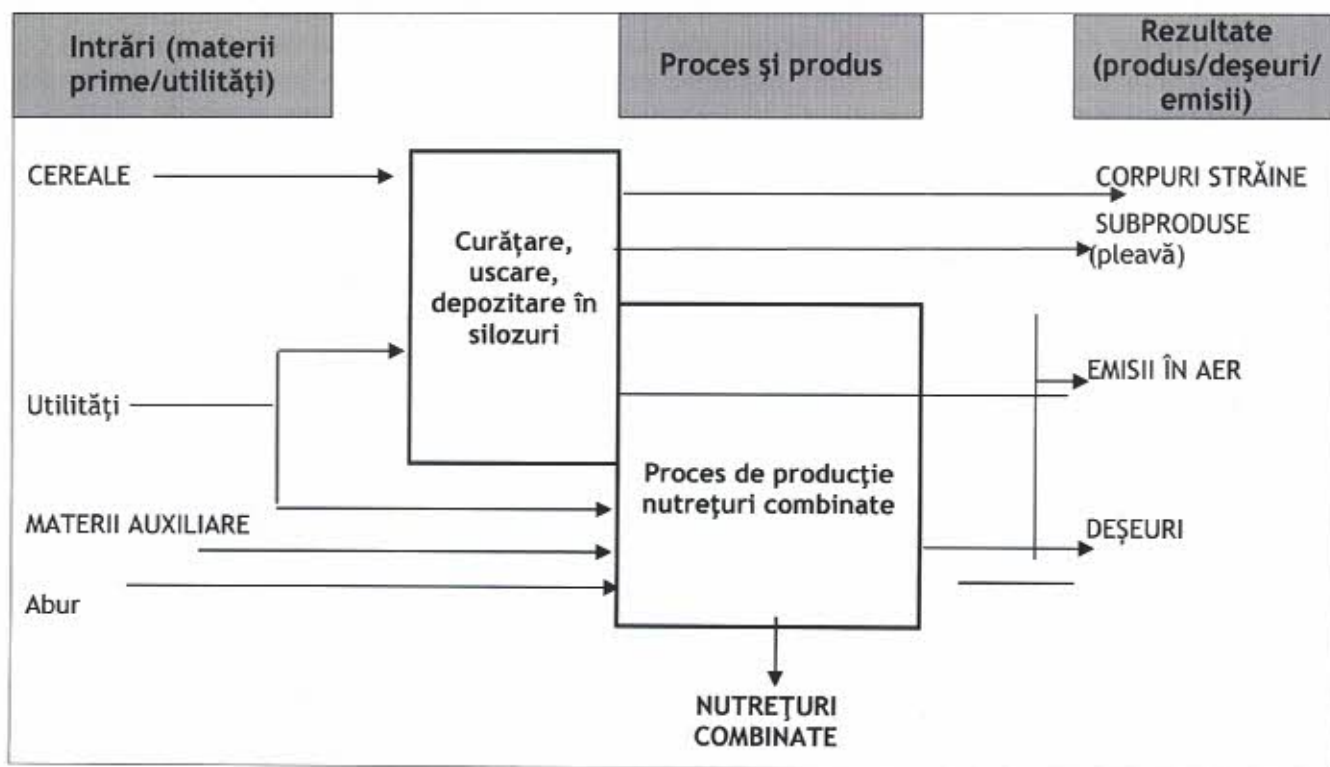 Intrări (materii
prime/utilităţi)
Proces şi produs
Rezultate
(produs/deşeuri/
emisii)
CEREALE
Curăţare,
uscare,
depozitare în
silozuri
CORPURI STRĂINE
SUBPRODUSE
(pleavă)
EMISII ÎN AER
Utilităţi
Proces de producţie
nutreţuri combinate
MATERII AUXILIARE
DEŞEURI
Abur
NUTREŢURI
COMBINATE